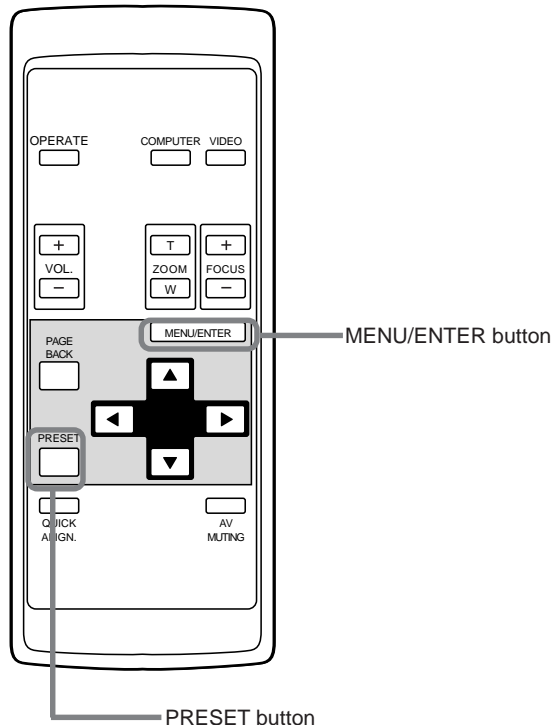 OPERATE
COMPUTER VIDEO
+ T +
VOL. ZOOM FOCUS
− W −
MENU/ENTER
MENU/ENTER button
PAGE
BACK
PRESET
QUICK
ALIGN.
AV
MUTING
PRESET button